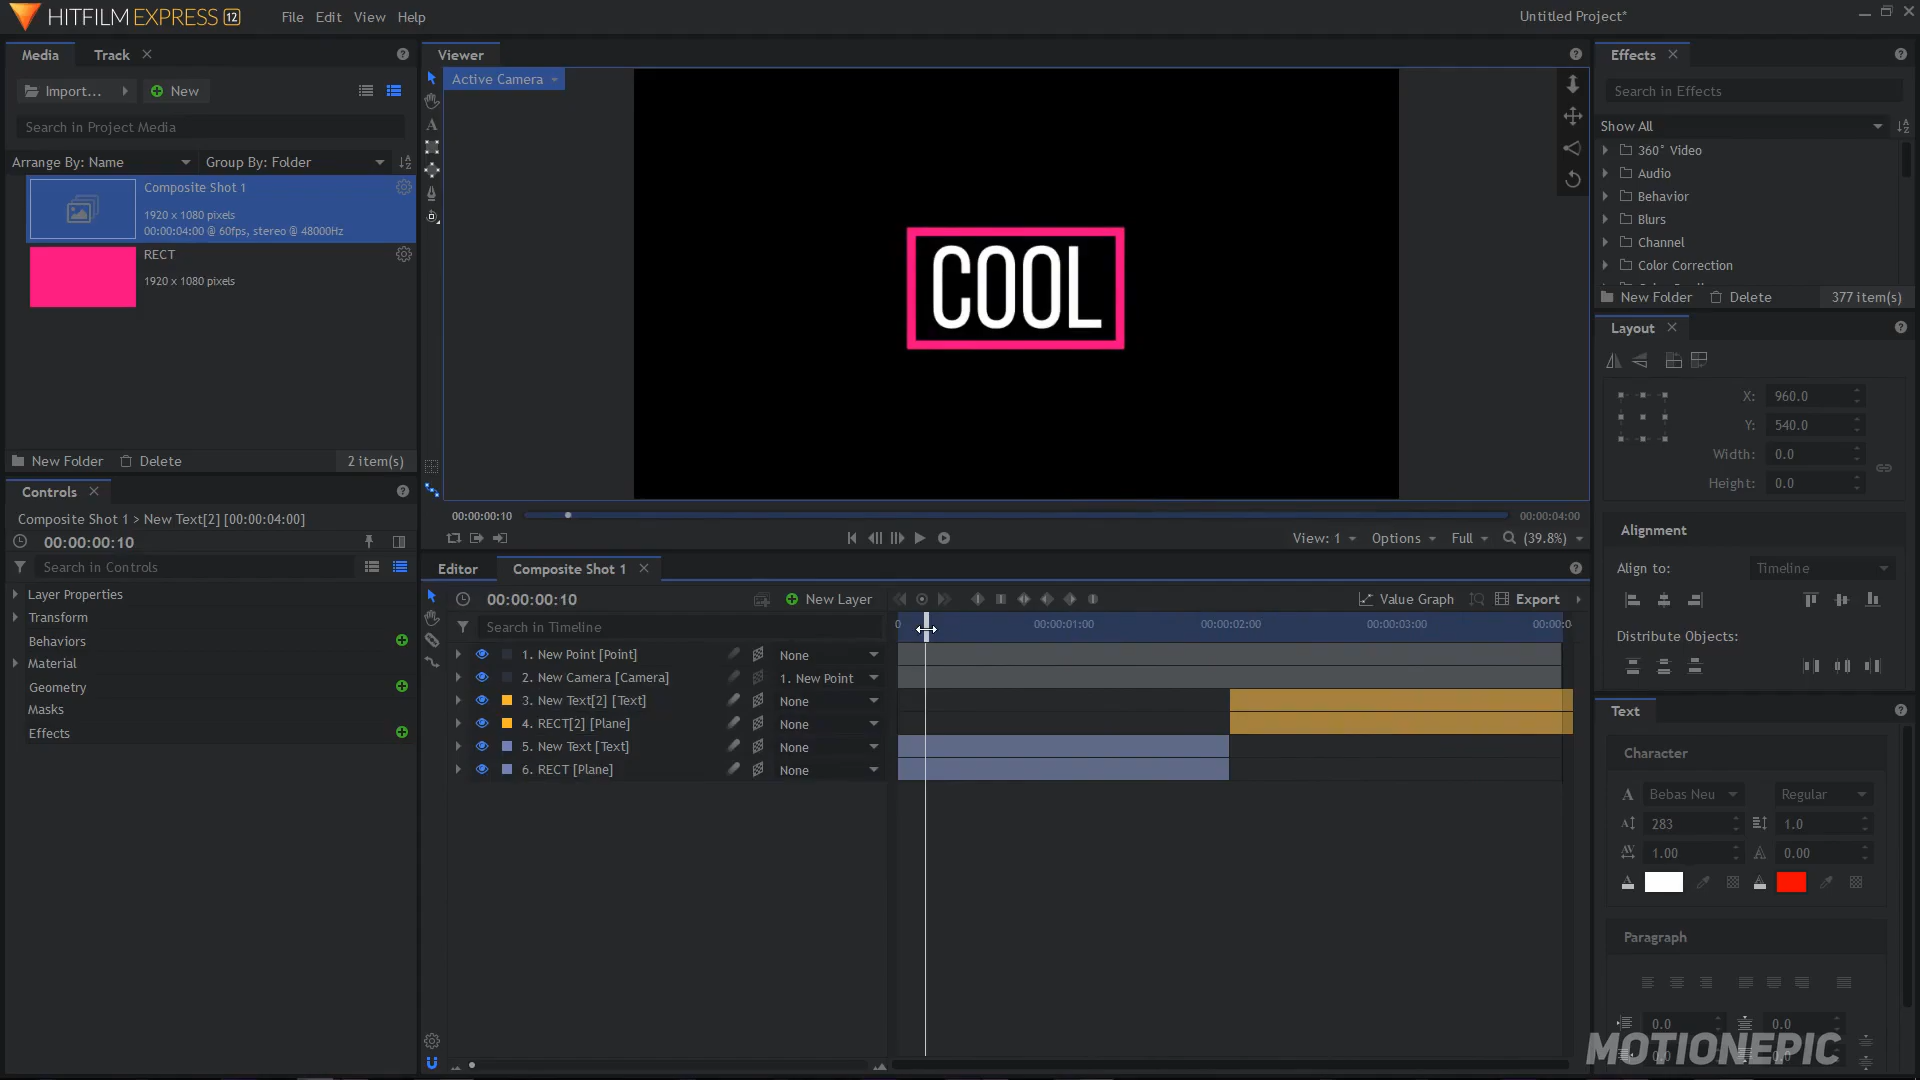 HITFILM EXPRESS 12
File Edit View Help
Untitled Project*
Media Track
Import... New
Search in Project Media
Arrange By: Name Group By: Folder
Composite Shot 1
1920 x 1080 pixels
00:00:04:00 @ 60fps, stereo @ 48000Hz
RECT
1920 x 1080 pixels
New Folder Delete 2 item(s)
Controls
Composite Shot 1 > New Text[2] [00:00:04:00]
00:00:00:10
Search in Controls
Layer Properties
Transform
Behaviors
Material
Geometry
Masks
Effects
Viewer
Active Camera
COOL
00:00:00:10 00:00:04:00
View: 1 Options Full (39.8%)
Editor Composite Shot 1
00:00:00:10 New Layer Value Graph Export
Search in Timeline
0 00:00:01:00 00:00:02:00 00:00:03:00 00:00:0
1. New Point [Point] None
2. New Camera [Camera] 1. New Point
3. New Text[2] [Text] None
4. RECT[2] [Plane] None
5. New Text [Text] None
6. RECT [Plane] None
Effects
Search in Effects
Show All
360° Video
Audio
Behavior
Blurs
Channel
Color Correction
New Folder Delete 377 item(s)
Layout
X: 960.0
Y: 540.0
Width: 0.0
Height: 0.0
Alignment
Align to: Timeline
Distribute Objects:
Text
Character
Bebas Neu Regular
283 1.0
1.00 0.00
Paragraph
0.0 0.0
0.0 0.0
MOTIONEPIC